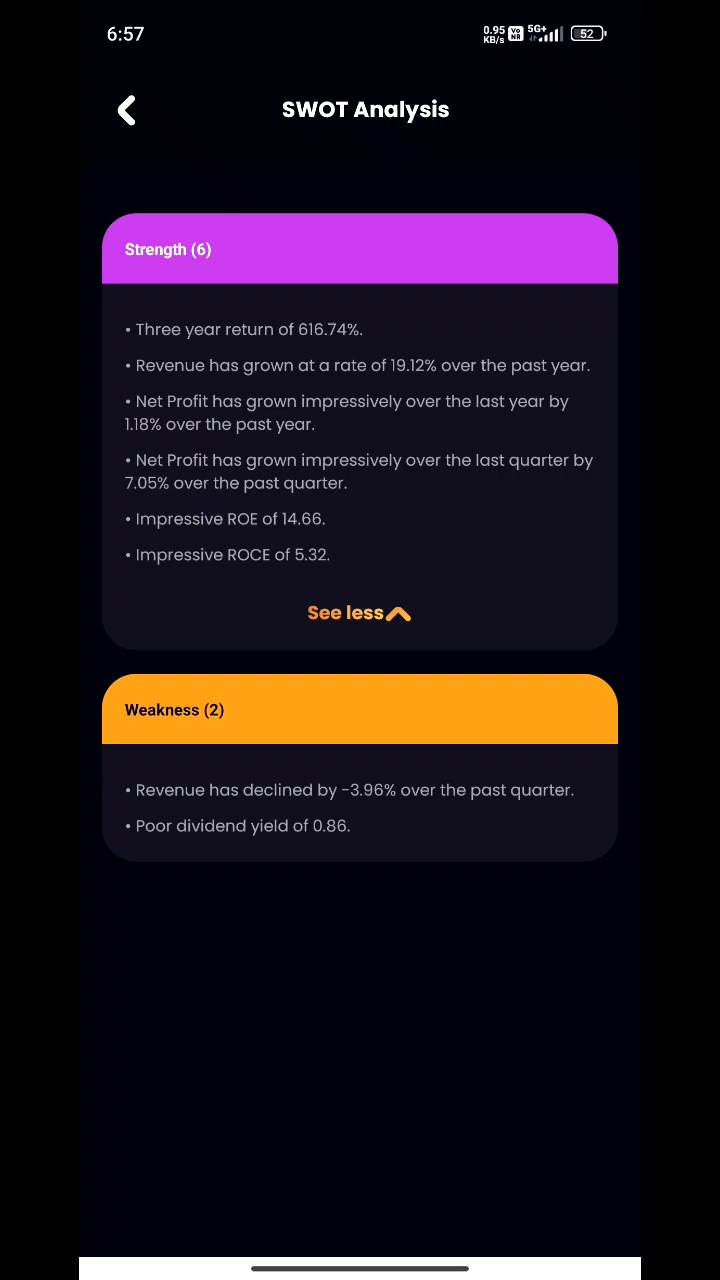 6:57
0.95 KB/s Vo NR 5G+ 52
SWOT Analysis
Strength (6)
• Three year return of 616.74%.
• Revenue has grown at a rate of 19.12% over the past year.
• Net Profit has grown impressively over the last year by
1.18% over the past year.
• Net Profit has grown impressively over the last quarter by
7.05% over the past quarter.
• Impressive ROE of 14.66.
• Impressive ROCE of 5.32.
See less
Weakness (2)
• Revenue has declined by -3.96% over the past quarter.
• Poor dividend yield of 0.86.